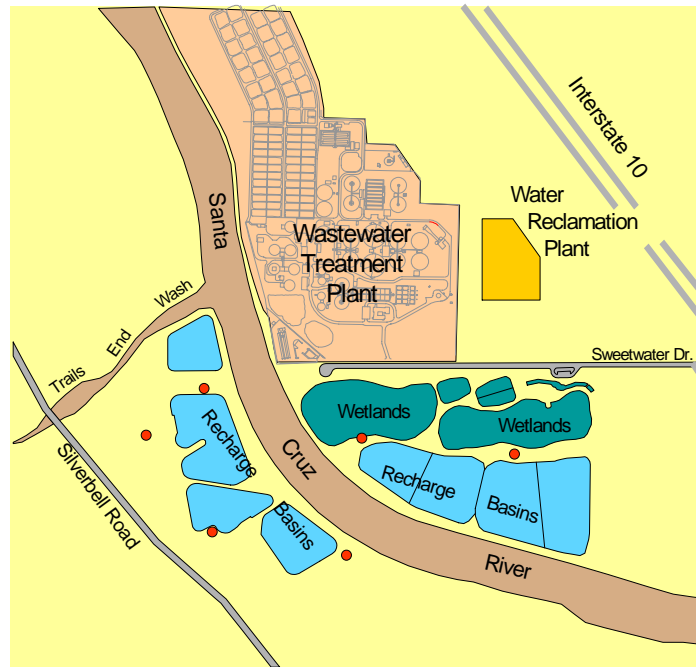 Interstate 10
Santa
Water
Reclamation
Plant
Wastewater
Treatment
Plant
Trails End Wash
Sweetwater Dr.
Wetlands
Wetlands
Recharge
Basins
Cruz
Recharge
Basins
Silverbell Road
River